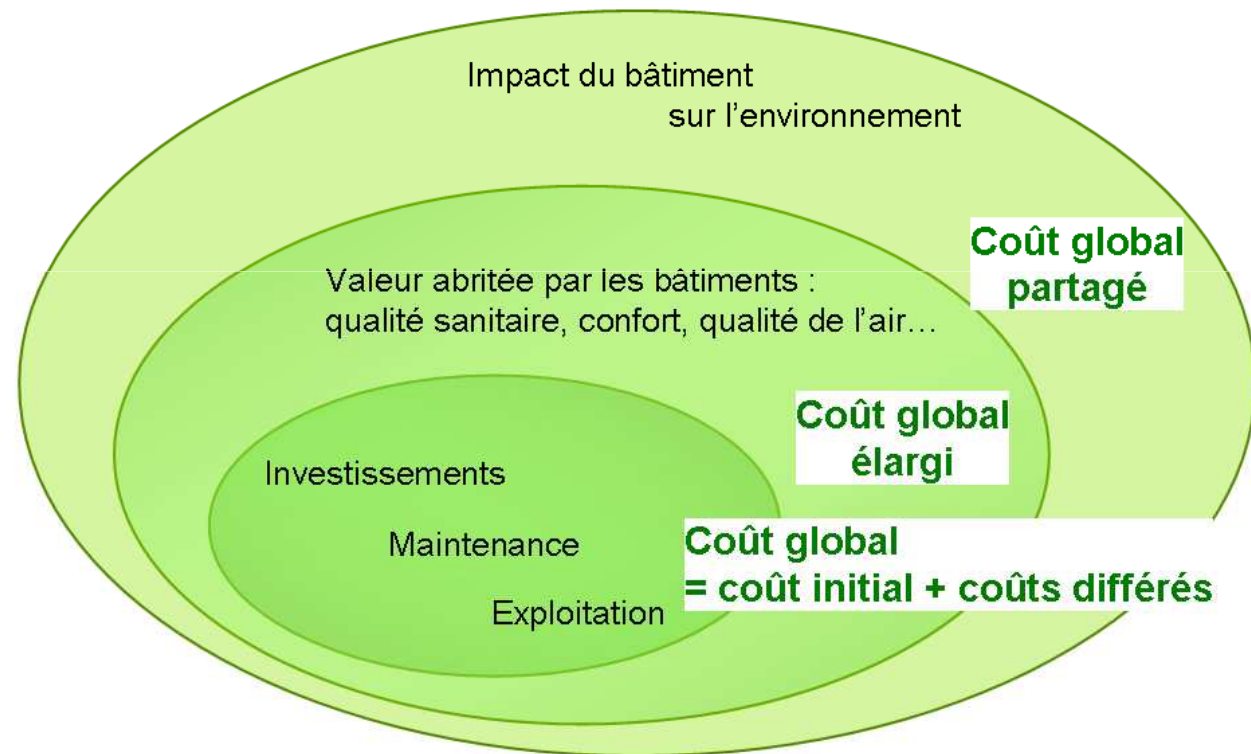 Impact du bâtiment
sur l’environnement
Coût global
partagé
Valeur abritée par les bâtiments :
qualité sanitaire, confort, qualité de l’air…
Coût global
élargi
Investissements
Maintenance
Exploitation
Coût global
= coût initial + coûts différés